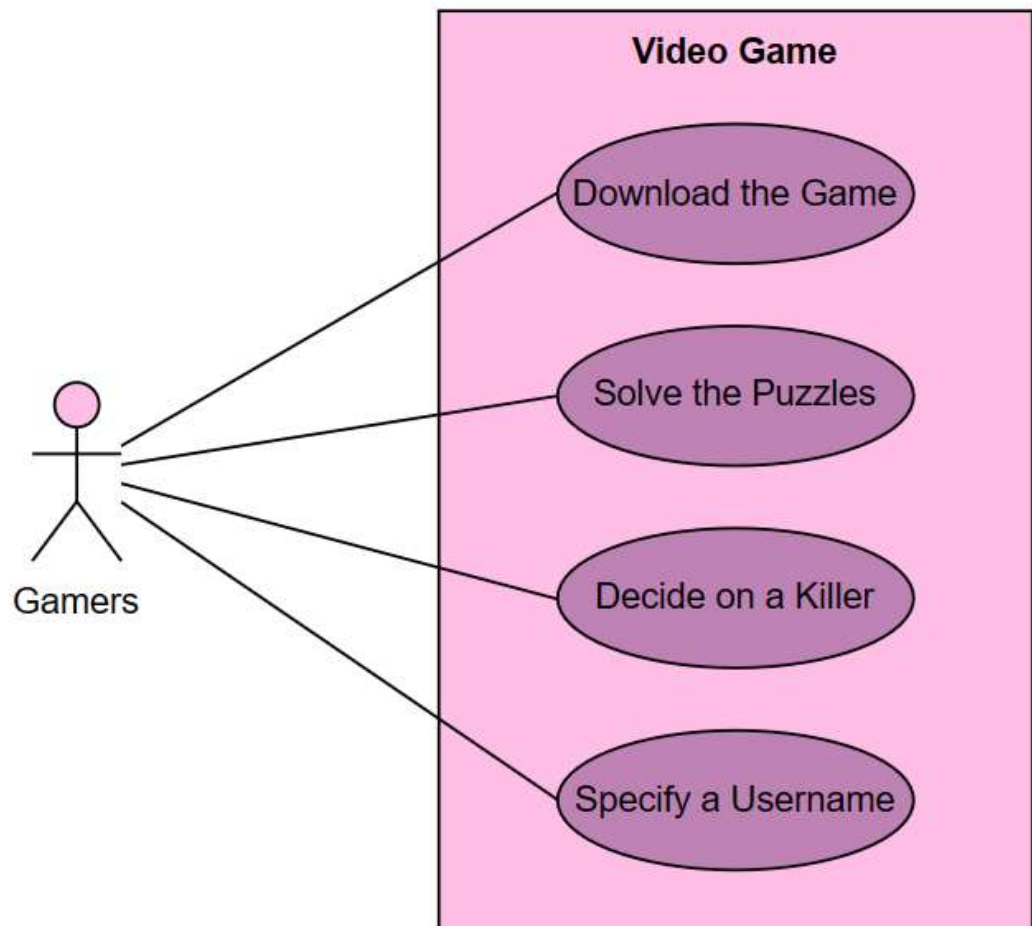 Video Game
Download the Game
Solve the Puzzles
Decide on a Killer
Specify a Username
Gamers